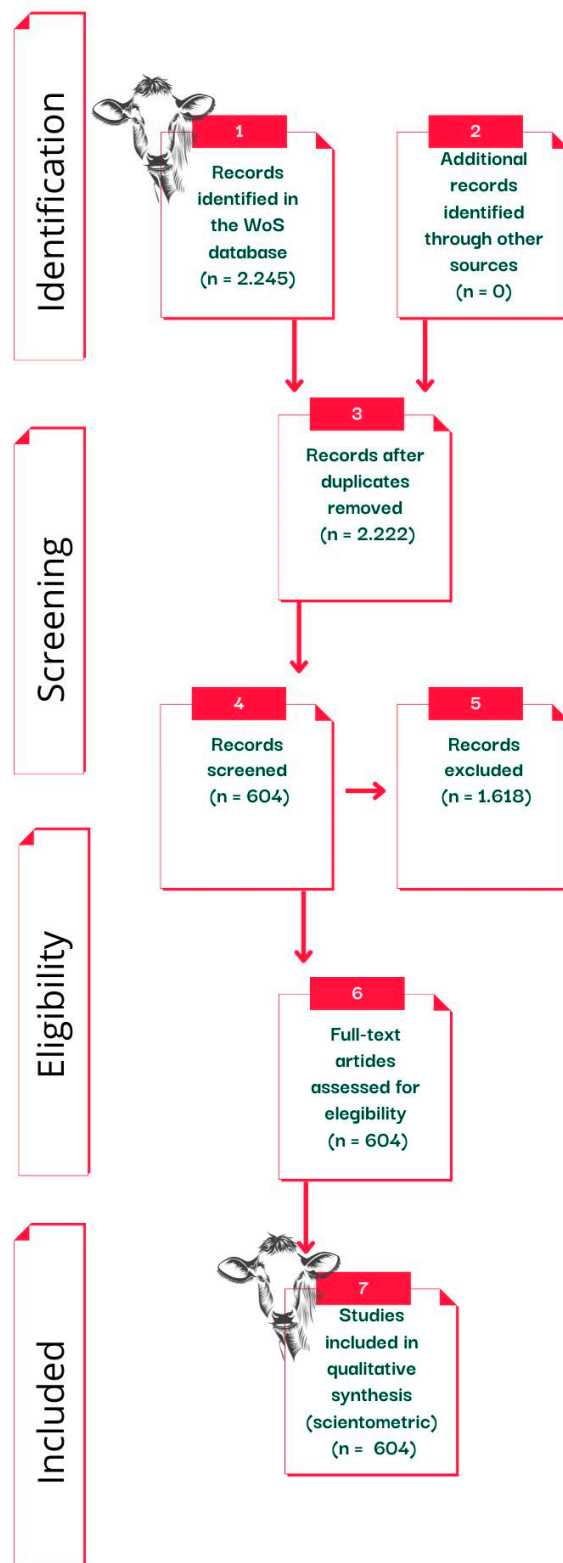 Identification
1
Records
identified in
the WoS
database
(n = 2.245)
2
Additional
records
identified
through other
sources
(n = 0)
Screening
3
Records after
duplicates
removed
(n = 2.222)
4
Records
screened
(n = 604)
5
Records
excluded
(n = 1.618)
Eligibility
6
Full-text
artides
assessed for
elegibility
(n = 604)
Included
7
Studies
included in
qualitative
synthesis
(scientometric)
(n = 604)